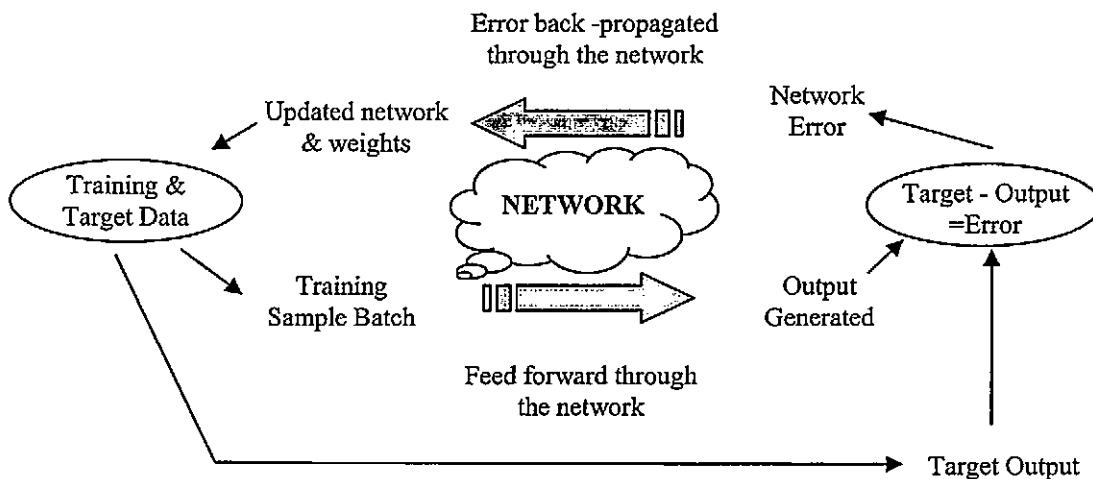 Error back -propagated
through the network
Updated network
& weights
Network
Error
Training &
Target Data
NETWORK
Target - Output
=Error
Training
Sample Batch
Output
Generated
Feed forward through
the network
Target Output